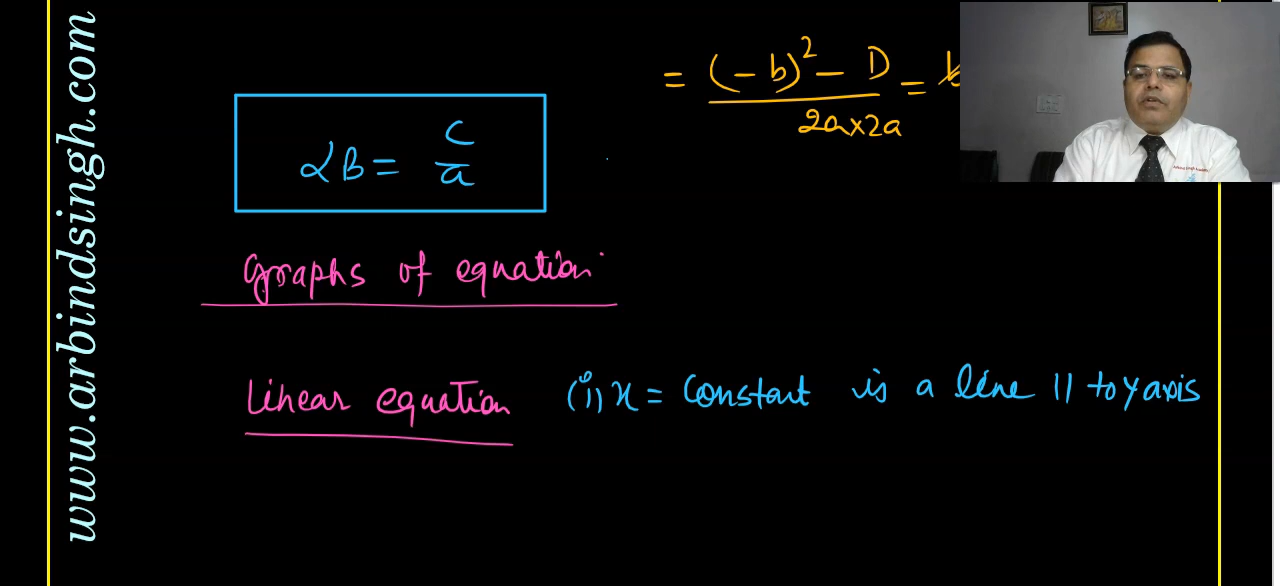 www.arbindsingh.com
= (-b)² - D / 2a×2a =
αβ = c/a
Graphs of equation
Linear equation (i) x = Constant is a line || to y axis